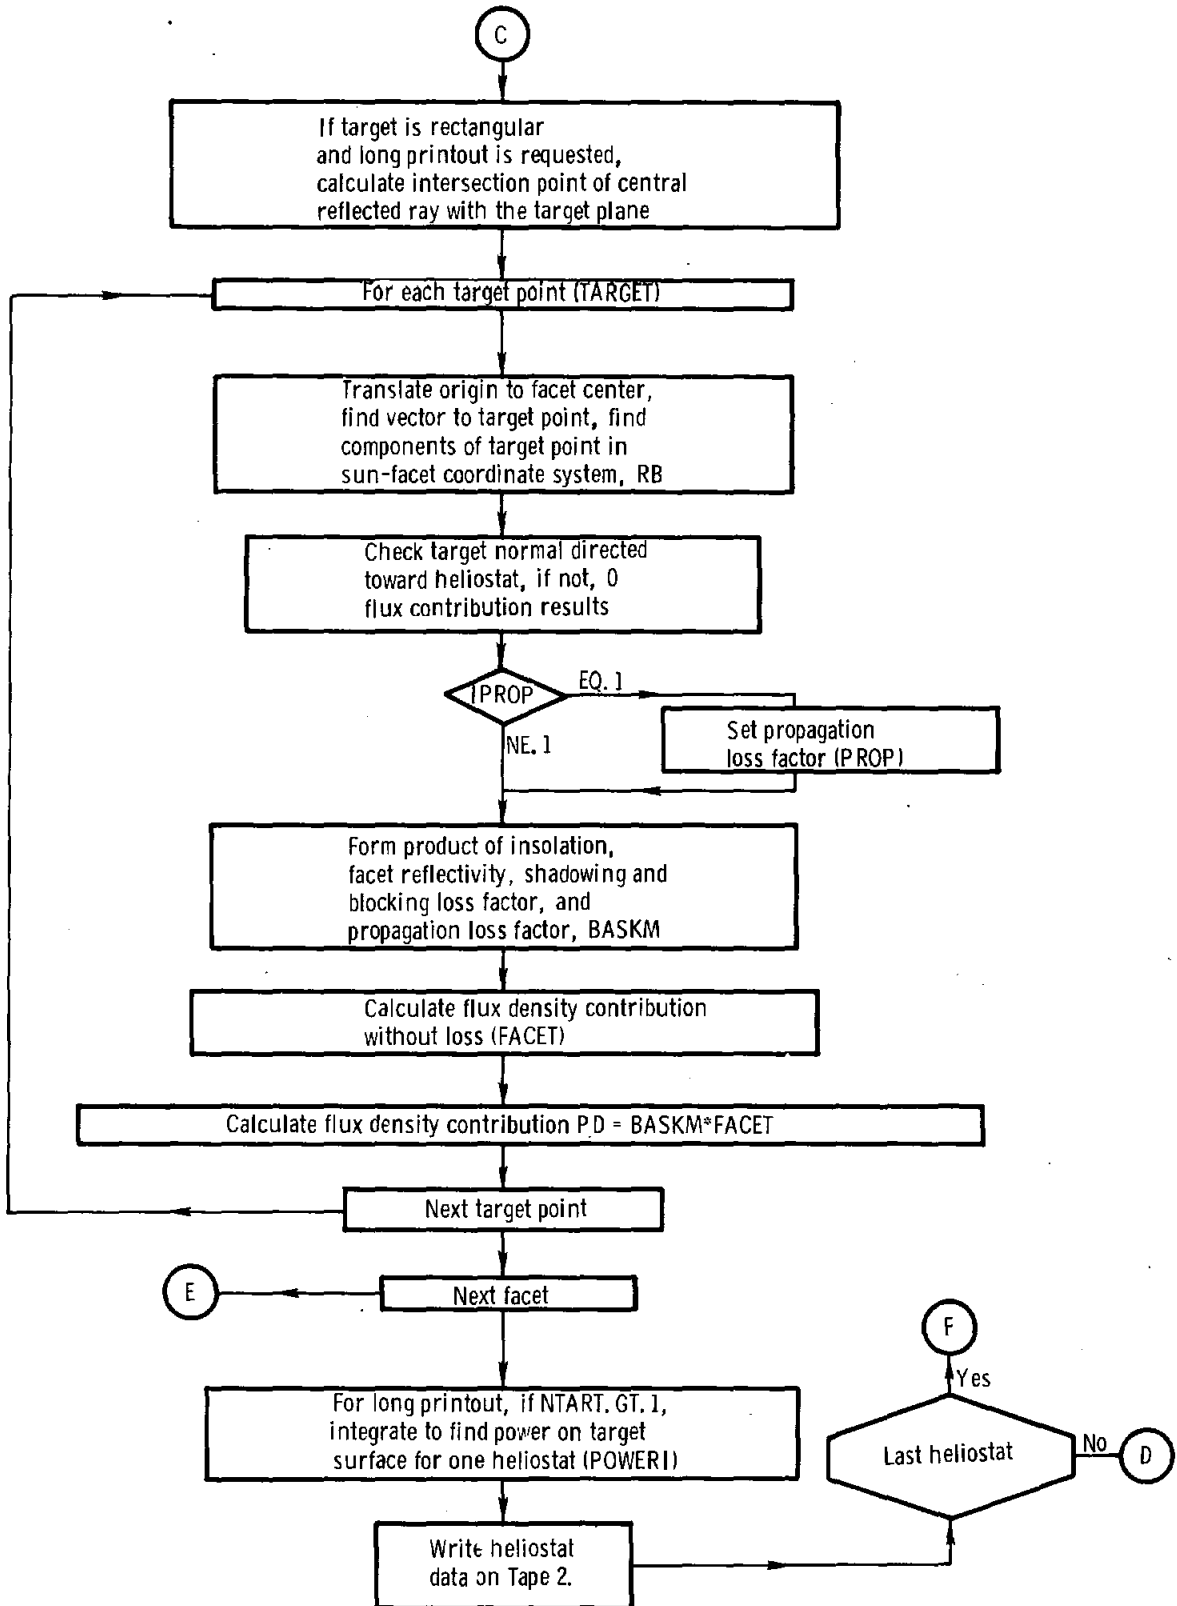 C
If target is rectangular
and long printout is requested,
calculate intersection point of central
reflected ray with the target plane
For each target point (TARGET)
Translate origin to facet center,
find vector to target point, find
components of target point in
sun-facet coordinate system, RB
Check target normal directed
toward heliostat, if not, 0
flux contribution results
IPROP
EQ. 1
NE. 1
Set propagation
loss factor (PROP)
Form product of insolation,
facet reflectivity, shadowing and
blocking loss factor, and
propagation loss factor, BASKM
Calculate flux density contribution
without loss (FACET)
Calculate flux density contribution PD = BASKM*FACET
Next target point
E
Next facet
F
Yes
For long printout, if NTART. GT. 1,
integrate to find power on target
surface for one heliostat (POWERI)
Last heliostat
No
D
Write heliostat
data on Tape 2.